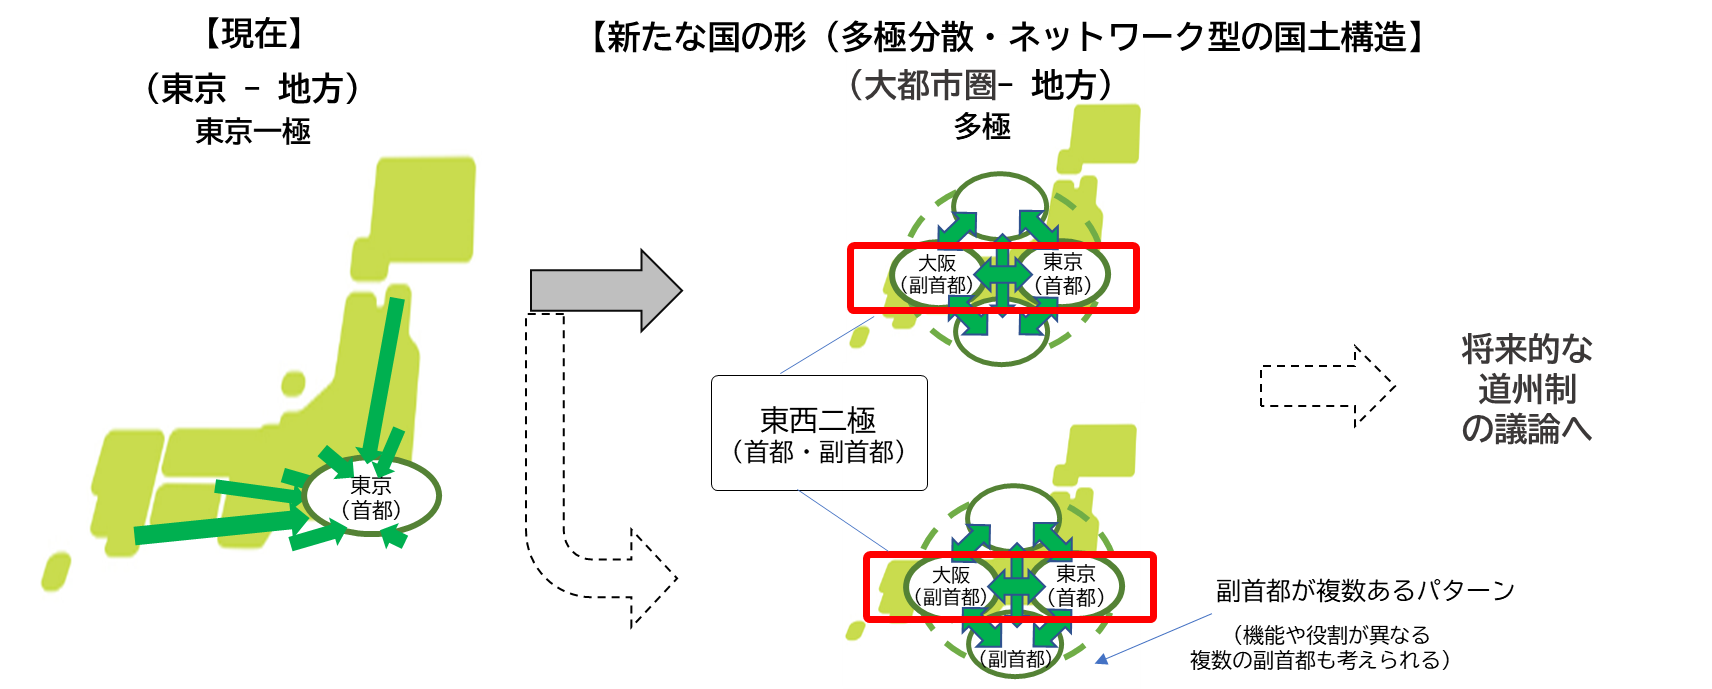 【現在】
（東京 － 地方）
東京一極
東京
（首都）
【新たな国の形（多極分散・ネットワーク型の国土構造】
（大都市圏－ 地方）
多極
大阪
（副首都）
東京
（首都）
東西二極
（首都・副首都）
大阪
（副首都）
東京
（首都）
（副首都）
副首都が複数あるパターン
（機能や役割が異なる
複数の副首都も考えられる）
将来的な
道州制
の議論へ